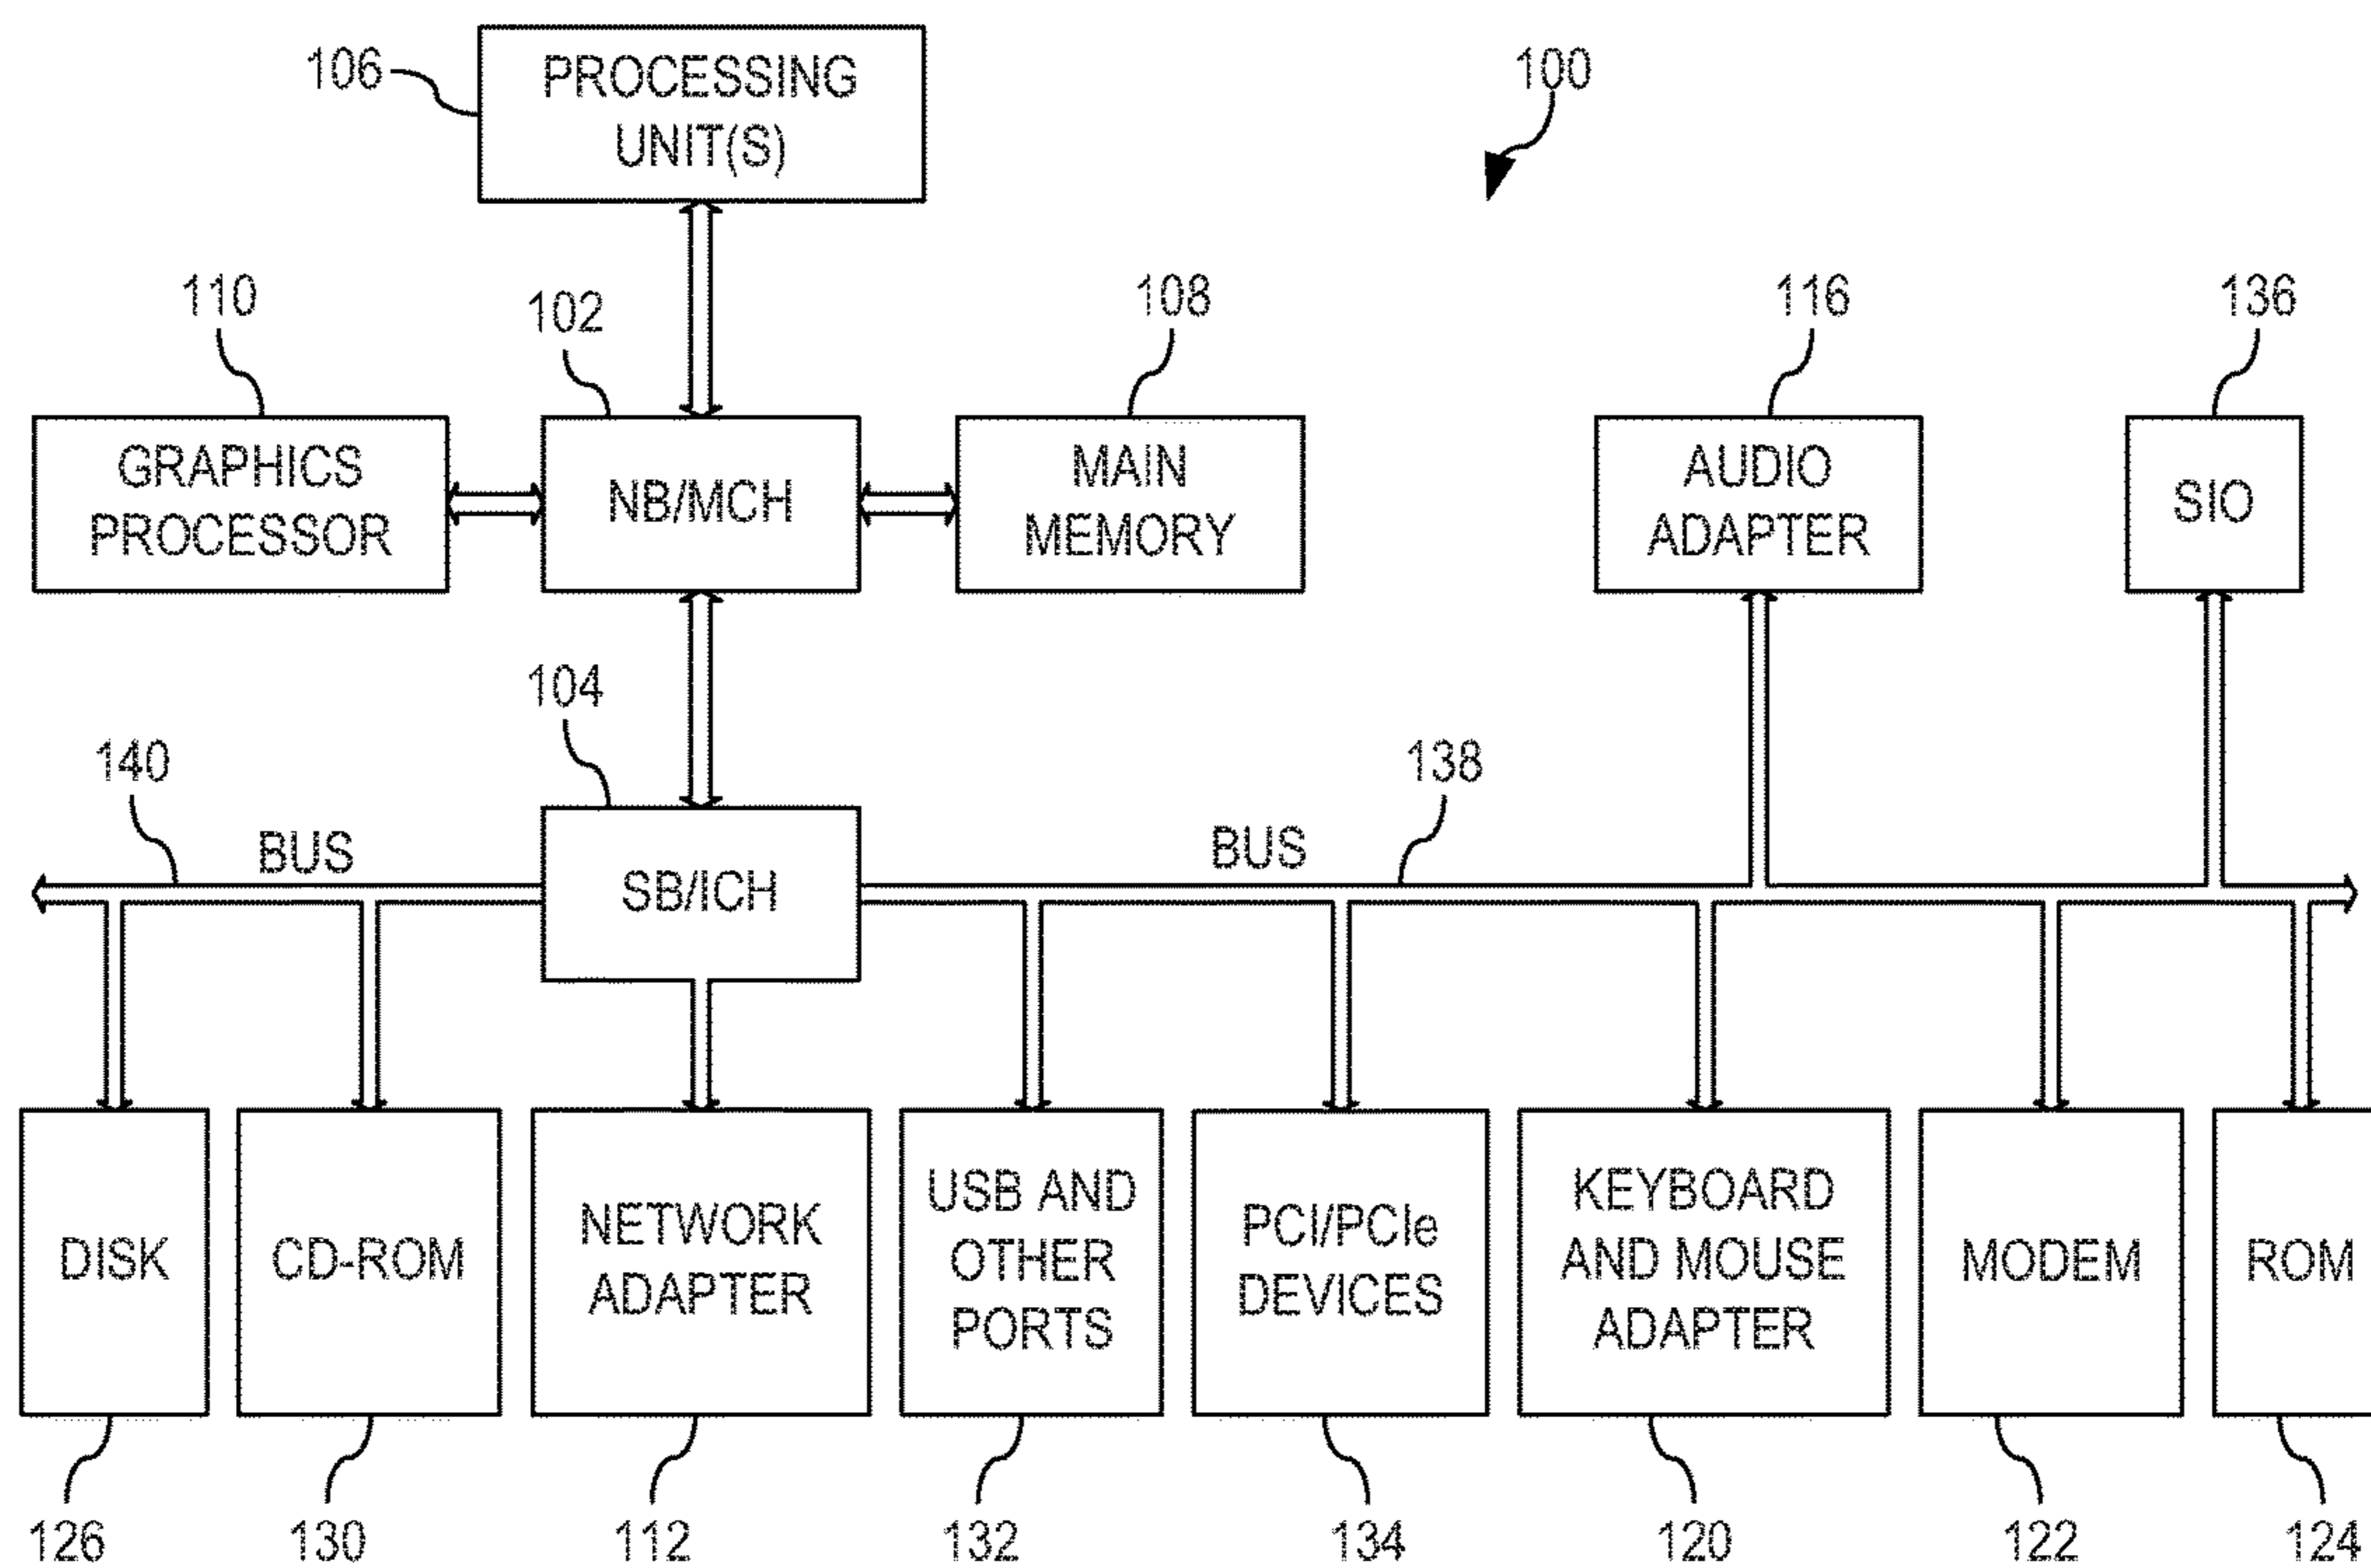 106
PROCESSING
UNIT(S)
100
110
102
108
116
136
GRAPHICS
PROCESSOR
NB/MCH
MAIN
MEMORY
AUDIO
ADAPTER
SIO
104
140
138
BUS
BUS
SB/ICH
DISK
CD-ROM
NETWORK
ADAPTER
USB AND
OTHER
PORTS
PCI/PCIe
DEVICES
KEYBOARD
AND MOUSE
ADAPTER
MODEM
ROM
126
130
112
132
134
120
122
124